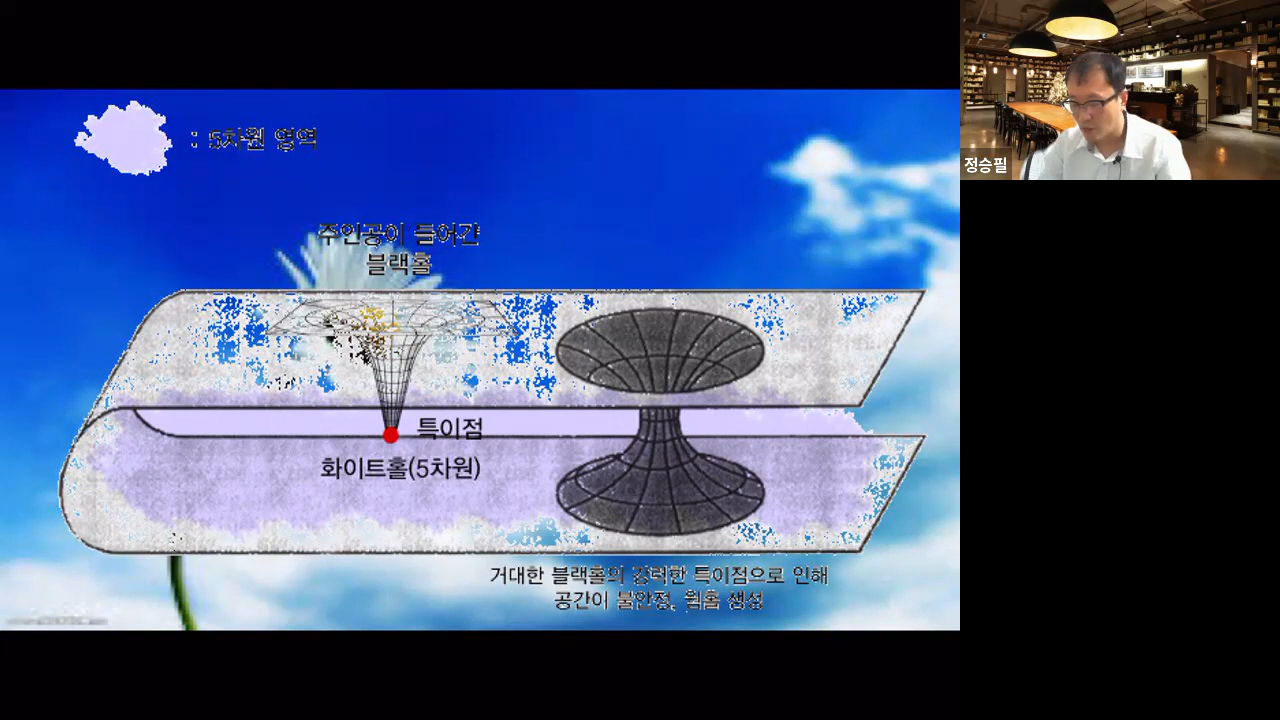 : 5차원 영역
주인공이 들어간
블랙홀
특이점
화이트홀(5차원)
거대한 블랙홀의 강력한 특이점으로 인해
공간이 불안정, 웜홀 생성
정승필